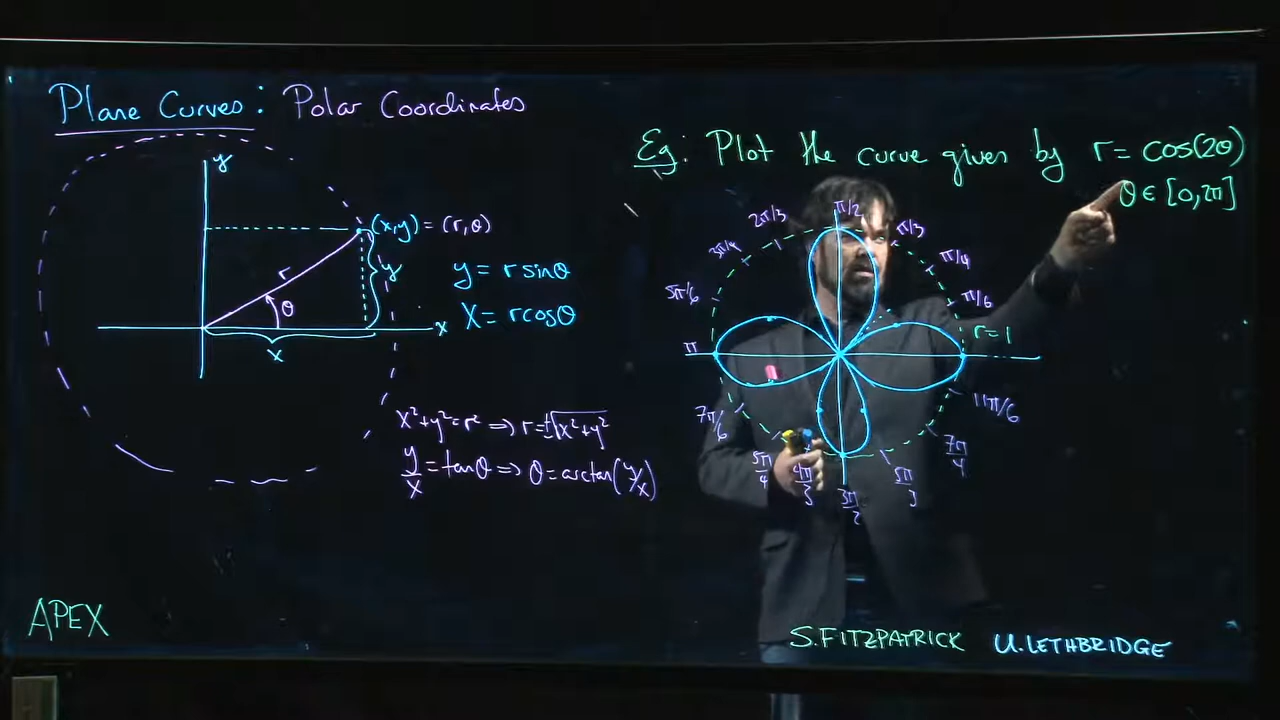 Plane Curves: Polar Coordinates
y
(x,y) = (r,θ)
r
θ
y
x
x
y = r sinθ
x = r cosθ
x²+y²=r² ⇒ r=±√x²+y²
y/x = tanθ ⇒ θ=arctan(y/x)
Eg: Plot the curve given by r = cos(2θ)
θ ∈ [0,2π]
π/2
2π/3
π/3
3π/4
π/4
5π/6
π/6
r=1
π
7π/6
11π/6
5π/4
4π/3
3π/2
5π/3
7π/4
APEX
S.FITZPATRICK U.LETHBRIDGE